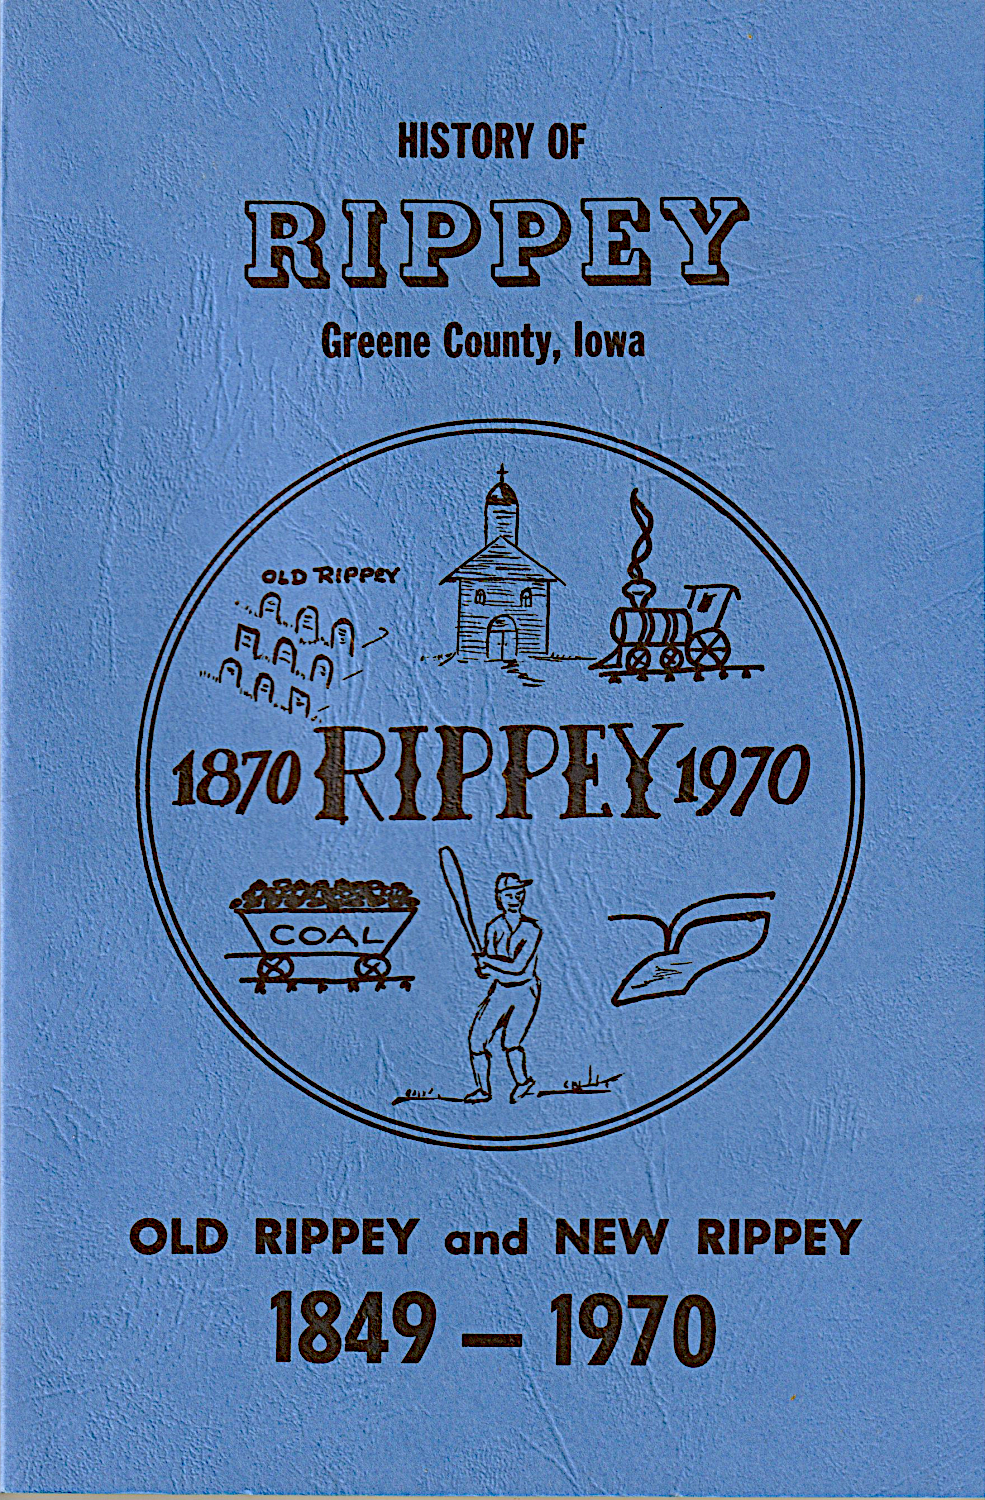 HISTORY OF
RIPPEY
Greene County, Iowa
OLD RIPPEY
1870 RIPPEY 1970
COAL
OLD RIPPEY and NEW RIPPEY
1849 — 1970